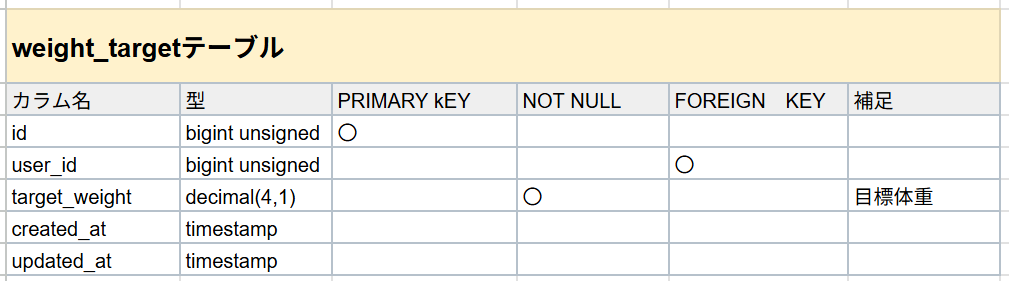 weight_targetテーブル
カラム名 型 PRIMARY kEY NOT NULL FOREIGN　KEY 補足
id bigint unsigned 〇
user_id bigint unsigned 〇
target_weight decimal(4,1) 〇 目標体重
created_at timestamp
updated_at timestamp